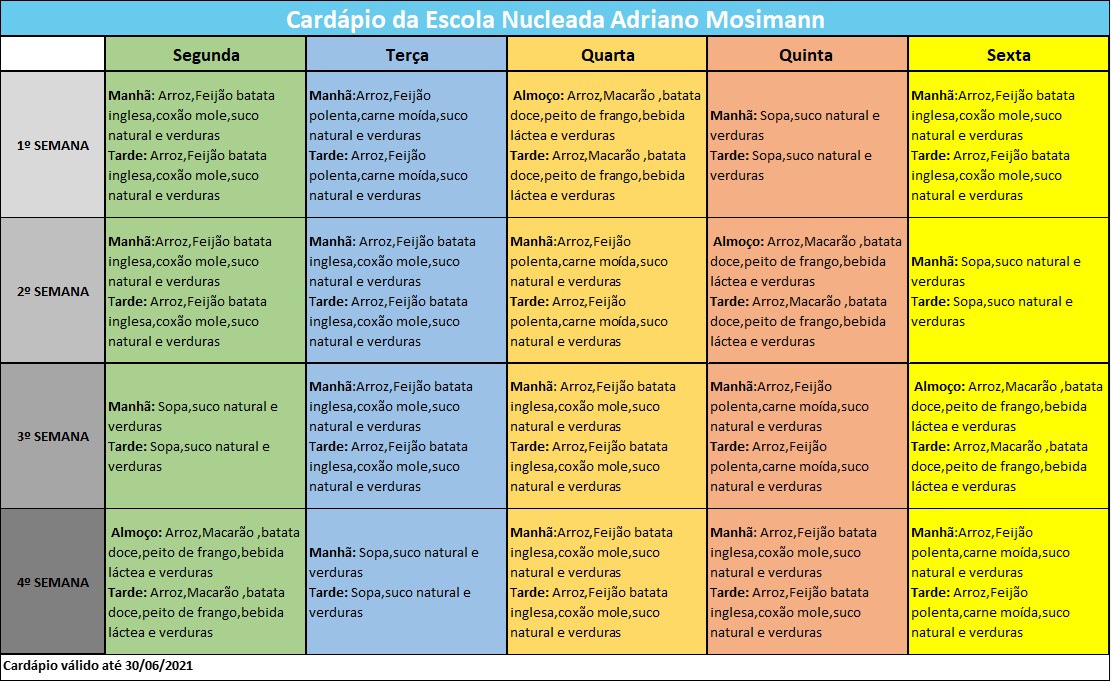 Cardápio da Escola Nucleada Adriano Mosimann
Segunda
Terça
Quarta
Quinta
Sexta
1º SEMANA
Manhã: Arroz,Feijão batata
inglesa,coxão mole,suco
natural e verduras
Tarde: Arroz,Feijão batata
inglesa,coxão mole,suco
natural e verduras
Manhã:Arroz,Feijão
polenta,carne moída,suco
natural e verduras
Tarde: Arroz,Feijão
polenta,carne moída,suco
natural e verduras
Almoço: Arroz,Macarão ,batata
doce,peito de frango,bebida
láctea e verduras
Tarde: Arroz,Macarão ,batata
doce,peito de frango,bebida
láctea e verduras
Manhã: Sopa,suco natural e
verduras
Tarde: Sopa,suco natural e
verduras
Manhã:Arroz,Feijão batata
inglesa,coxão mole,suco
natural e verduras
Tarde: Arroz,Feijão batata
inglesa,coxão mole,suco
natural e verduras
2º SEMANA
Manhã:Arroz,Feijão batata
inglesa,coxão mole,suco
natural e verduras
Tarde: Arroz,Feijão batata
inglesa,coxão mole,suco
natural e verduras
Manhã: Arroz,Feijão batata
inglesa,coxão mole,suco
natural e verduras
Tarde: Arroz,Feijão batata
inglesa,coxão mole,suco
natural e verduras
Manhã:Arroz,Feijão
polenta,carne moída,suco
natural e verduras
Tarde: Arroz,Feijão
polenta,carne moída,suco
natural e verduras
Almoço: Arroz,Macarão ,batata
doce,peito de frango,bebida
láctea e verduras
Tarde: Arroz,Macarão ,batata
doce,peito de frango,bebida
láctea e verduras
Manhã: Sopa,suco natural e
verduras
Tarde: Sopa,suco natural e
verduras
3º SEMANA
Manhã: Sopa,suco natural e
verduras
Tarde: Sopa,suco natural e
verduras
Manhã:Arroz,Feijão batata
inglesa,coxão mole,suco
natural e verduras
Tarde: Arroz,Feijão batata
inglesa,coxão mole,suco
natural e verduras
Manhã: Arroz,Feijão batata
inglesa,coxão mole,suco
natural e verduras
Tarde: Arroz,Feijão batata
inglesa,coxão mole,suco
natural e verduras
Manhã:Arroz,Feijão
polenta,carne moída,suco
natural e verduras
Tarde: Arroz,Feijão
polenta,carne moída,suco
natural e verduras
Almoço: Arroz,Macarão ,batata
doce,peito de frango,bebida
láctea e verduras
Tarde: Arroz,Macarão ,batata
doce,peito de frango,bebida
láctea e verduras
4º SEMANA
Almoço: Arroz,Macarão ,batata
doce,peito de frango,bebida
láctea e verduras
Tarde: Arroz,Macarão ,batata
doce,peito de frango,bebida
láctea e verduras
Manhã: Sopa,suco natural e
verduras
Tarde: Sopa,suco natural e
verduras
Manhã:Arroz,Feijão batata
inglesa,coxão mole,suco
natural e verduras
Tarde: Arroz,Feijão batata
inglesa,coxão mole,suco
natural e verduras
Manhã: Arroz,Feijão batata
inglesa,coxão mole,suco
natural e verduras
Tarde: Arroz,Feijão batata
inglesa,coxão mole,suco
natural e verduras
Manhã:Arroz,Feijão
polenta,carne moída,suco
natural e verduras
Tarde: Arroz,Feijão
polenta,carne moída,suco
natural e verduras
Cardápio válido até 30/06/2021